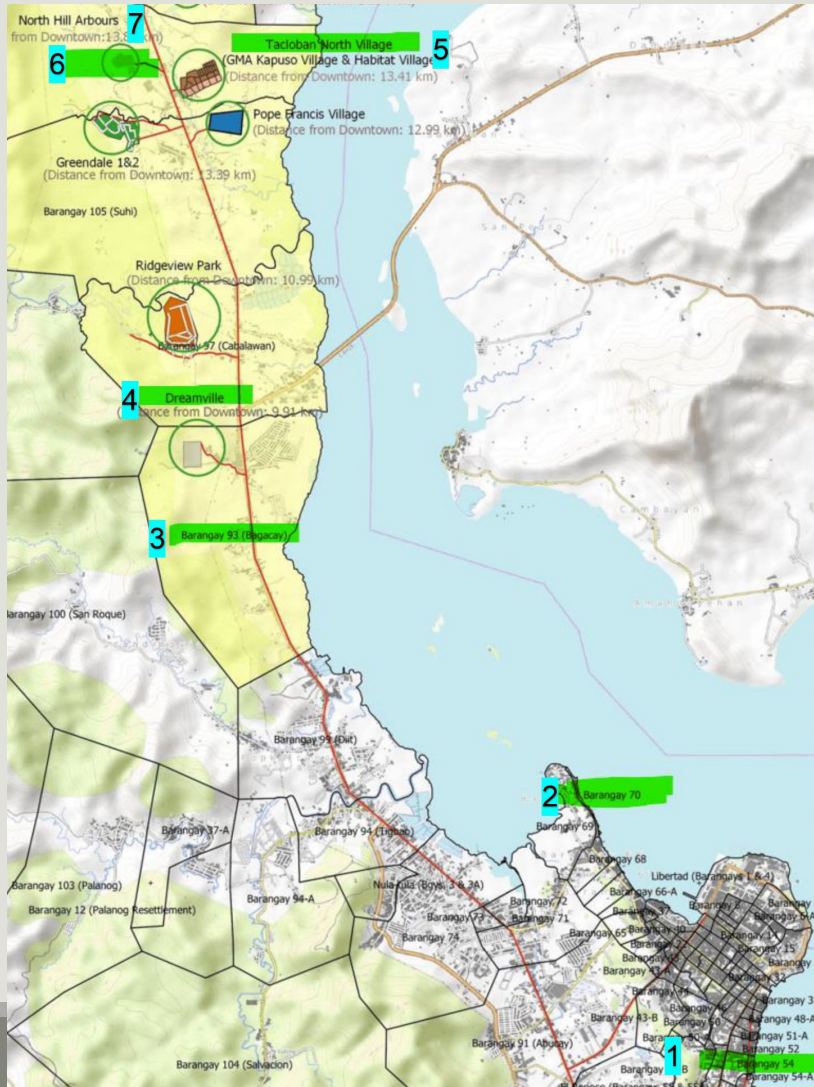 7
North Hill Arbours
from Downtown: 13.8
km)
6
Tacloban North Village
5
(GMA Kapuso Village & Habitat Village)
(Distance from Downtown: 13.41 km)
Pope Francis Village
(Distance from Downtown: 12.99 km)
Greendale 1&2
(Distance from Downtown: 13.39 km)
Barangay 105 (Suhi)
San Pedro
Ridgeview Park
(Distance from Downtown: 10.99 km)
Barangay 97 (Cabalawan)
4
Dreamville
(Distance from Downtown: 9.91 km)
3
Barangay 93 (Bagacay)
Barangay 100 (San Roque)
Barangay 99 (Diit)
2
Barangay 70
Barangay 69
Barangay 37-A
Barangay 94 (Tigbao)
Barangay 68
Libertad (Barangays 1 & 4)
Barangay 103 (Palanog)
Nula-tula (Bgys. 3 & 3A)
Barangay 66-A
Barangay 94-A
Barangay 72
Barangay 12 (Palanog Resettlement)
Barangay 73
Barangay 71
Barangay 65
Barangay 74
Barangay 14
Barangay 15
Barangay 43-B
Barangay 48-A
Barangay 91 (Abucay)
Barangay 51-A
Barangay 52
1
Barangay 54
Barangay 104 (Salvacion)
Barangay 54-A